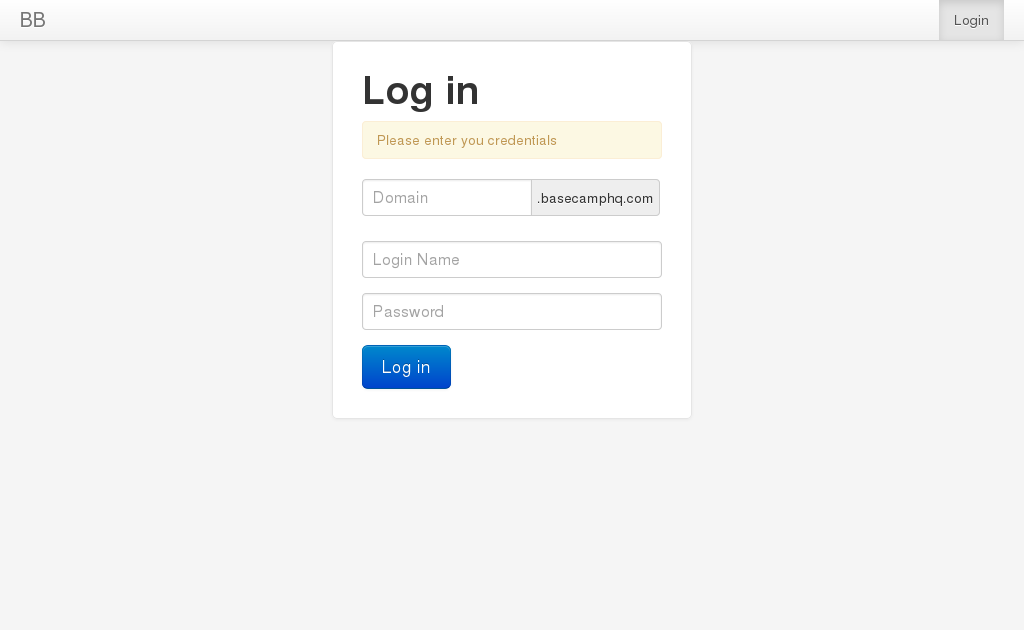 BB
Login
Log in
Please enter you credentials
Domain .basecamphq.com
Login Name
Password
Log in